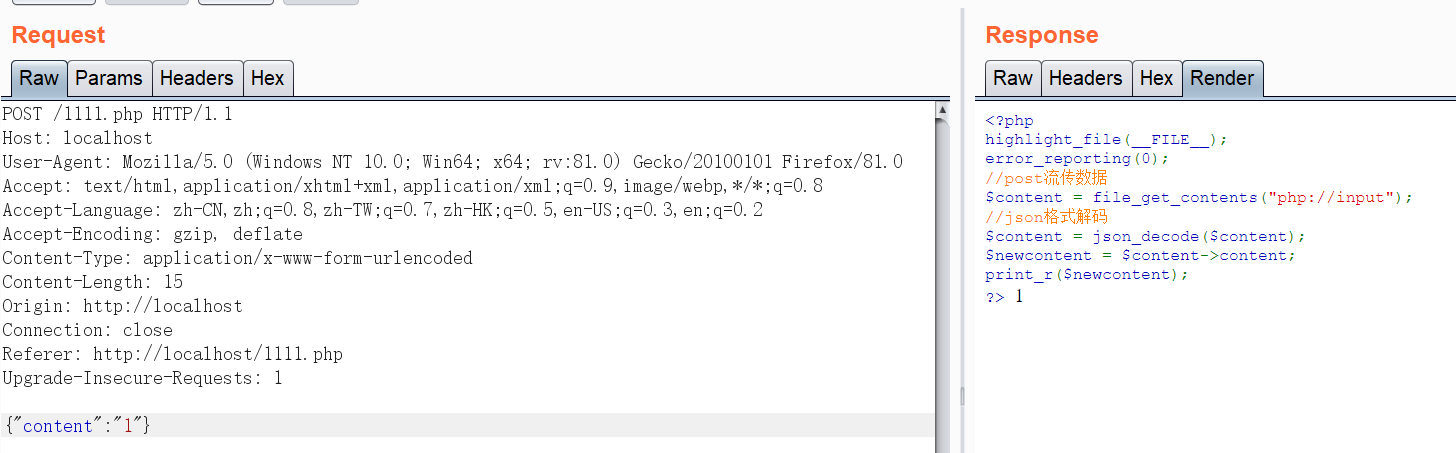 Request
Raw Params Headers Hex
POST /1111.php HTTP/1.1
Host: localhost
User-Agent: Mozilla/5.0 (Windows NT 10.0; Win64; x64; rv:81.0) Gecko/20100101 Firefox/81.0
Accept: text/html,application/xhtml+xml,application/xml;q=0.9,image/webp,*/*;q=0.8
Accept-Language: zh-CN,zh;q=0.8,zh-TW;q=0.7,zh-HK;q=0.5,en-US;q=0.3,en;q=0.2
Accept-Encoding: gzip, deflate
Content-Type: application/x-www-form-urlencoded
Content-Length: 15
Origin: http://localhost
Connection: close
Referer: http://localhost/1111.php
Upgrade-Insecure-Requests: 1
{"content":"1"}
Response
Raw Headers Hex Render
<?php
highlight_file(__FILE__);
error_reporting(0);
//post流传数据
$content = file_get_contents("php://input");
//json格式解码
$content = json_decode($content);
$newcontent = $content->content;
print_r($newcontent);
?> 1